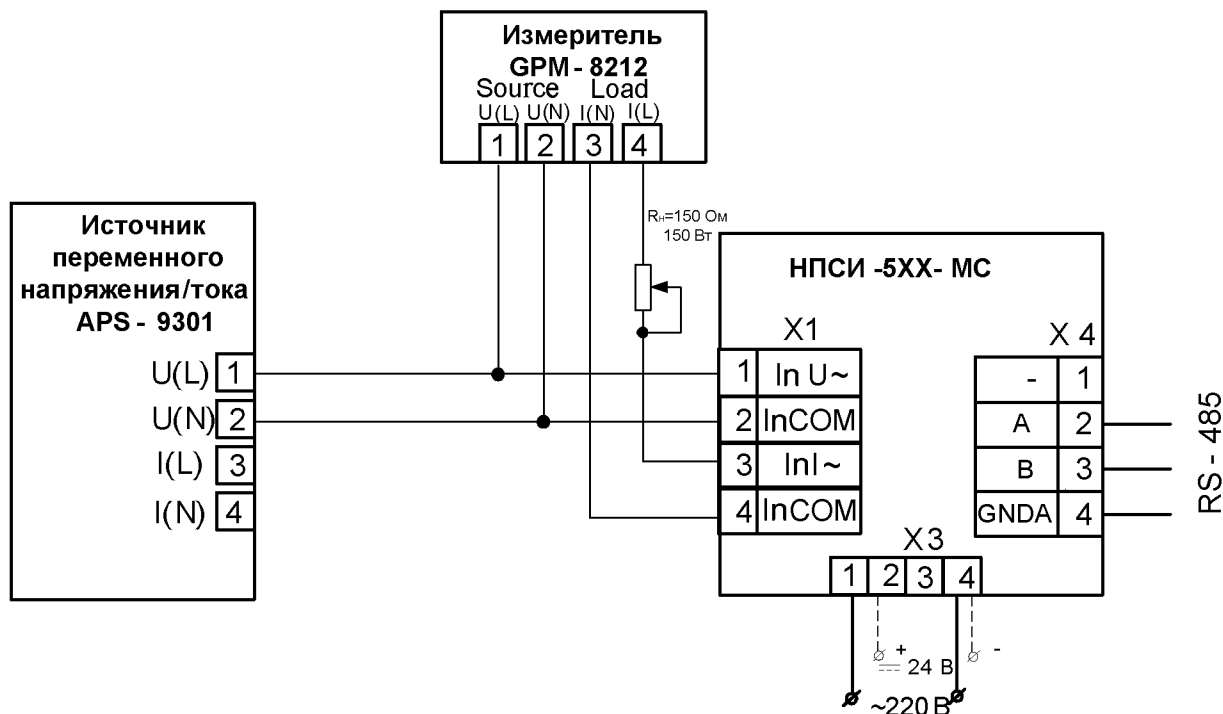 Измеритель
GPM - 8212
Source Load
U(L) U(N) I(N) I(L)
1 2 3 4
Rн=150 Ом
150 Вт
Источник
переменного
напряжения/тока
APS - 9301
U(L) 1
U(N) 2
I(L) 3
I(N) 4
НПСИ -5XX- МС
X1
1 In U~
2 InCOM
3 InI~
4 InCOM
X 4
- 1
A 2
B 3
GNDA 4
RS - 485
X3
1 2 3 4
+ -
24 В
~220 В